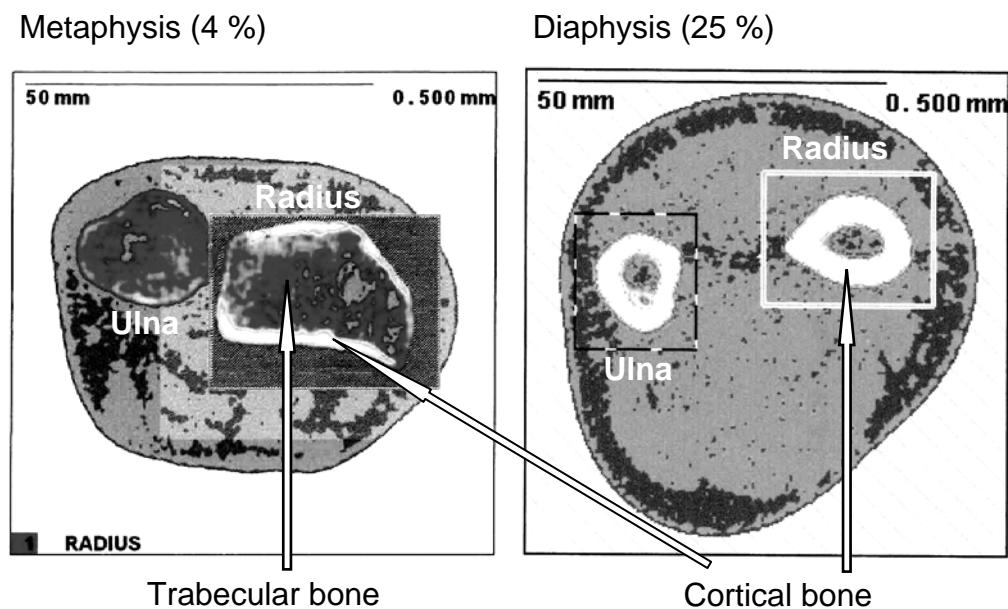 Metaphysis (4 %)
Diaphysis (25 %)
50 mm
0.500 mm
50 mm
0.500 mm
Radius
Ulna
Radius
Ulna
1 RADIUS
Trabecular bone
Cortical bone